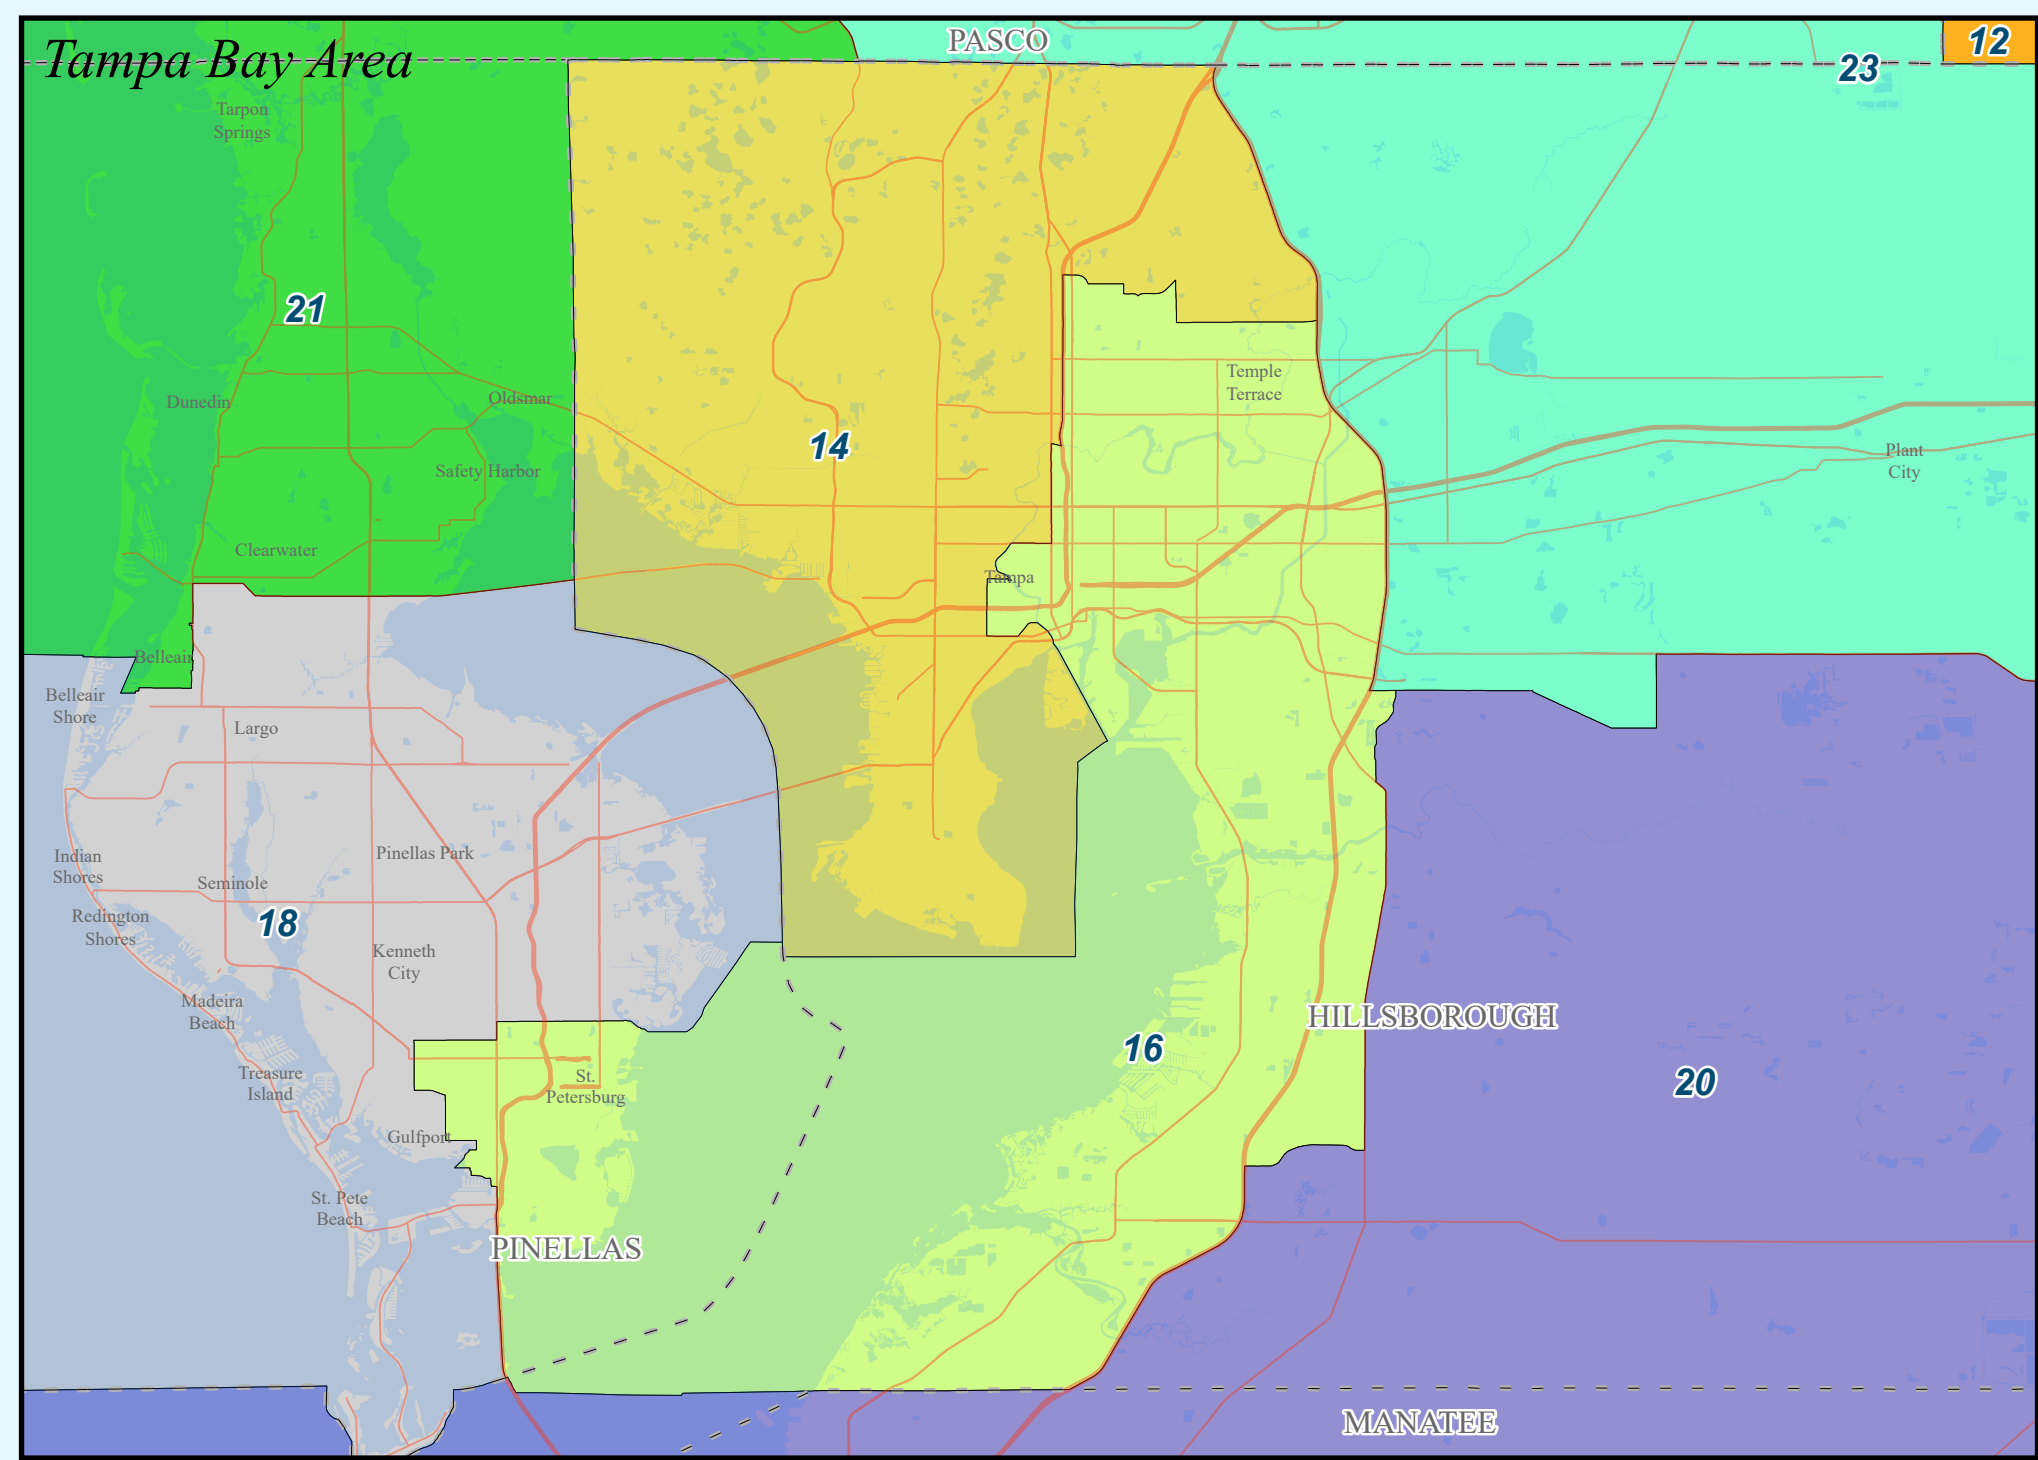 Tampa Bay Area
PASCO
12
23
Tarpon
Springs
21
Dunedin
Oldsmar
14
Temple
Terrace
Safety Harbor
Plant
City
Clearwater
Tampa
Belleair
Belleair
Shore
Largo
Indian
Shores
Pinellas Park
Seminole
Redington
Shores
18
Kenneth
City
Madeira
Beach
HILLSBOROUGH
16
Treasure
Island
St.
Petersburg
20
Gulfport
St. Pete
Beach
PINELLAS
MANATEE